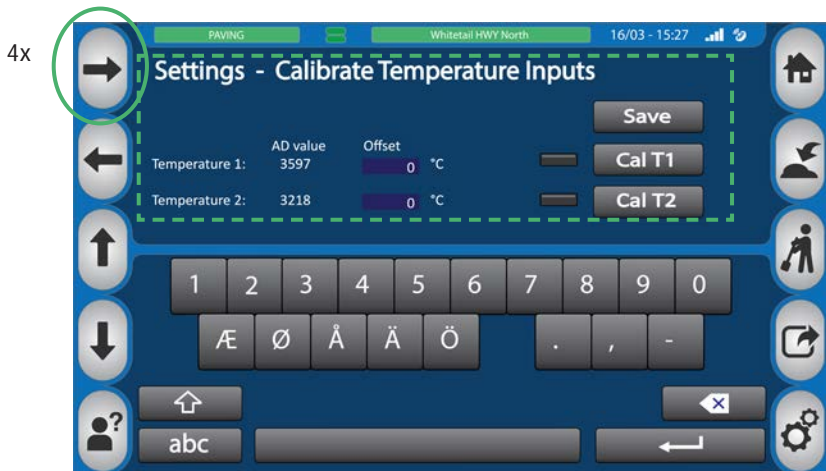 4x
PAVING
Whitetail HWY North
16/03 - 15:27
Settings - Calibrate Temperature Inputs
Save
AD value Offset
Temperature 1: 3597 0 °C Cal T1
Temperature 2: 3218 0 °C Cal T2
1 2 3 4 5 6 7 8 9 0
Æ Ø Å Ä Ö . , -
?
abc